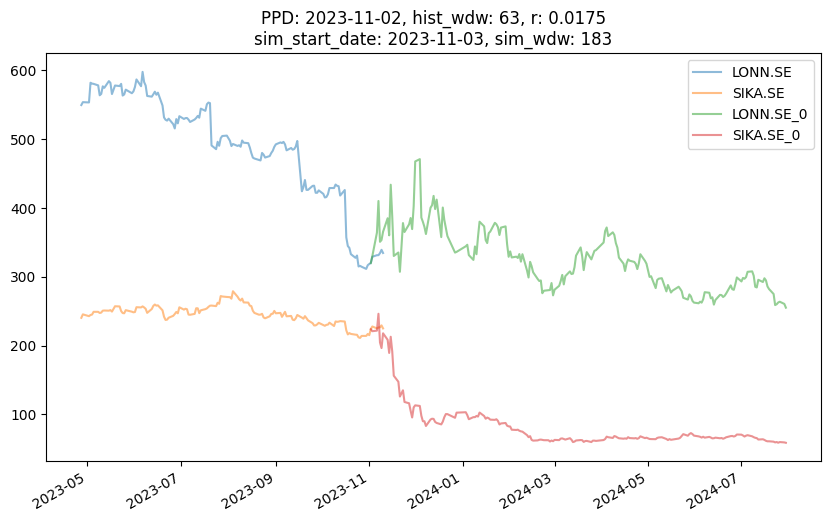 PPD: 2023-11-02, hist_wdw: 63, r: 0.0175
sim_start_date: 2023-11-03, sim_wdw: 183
LONN.SE
SIKA.SE
LONN.SE_0
SIKA.SE_0
600
500
400
300
200
100
2023-05
2023-07
2023-09
2023-11
2024-01
2024-03
2024-05
2024-07